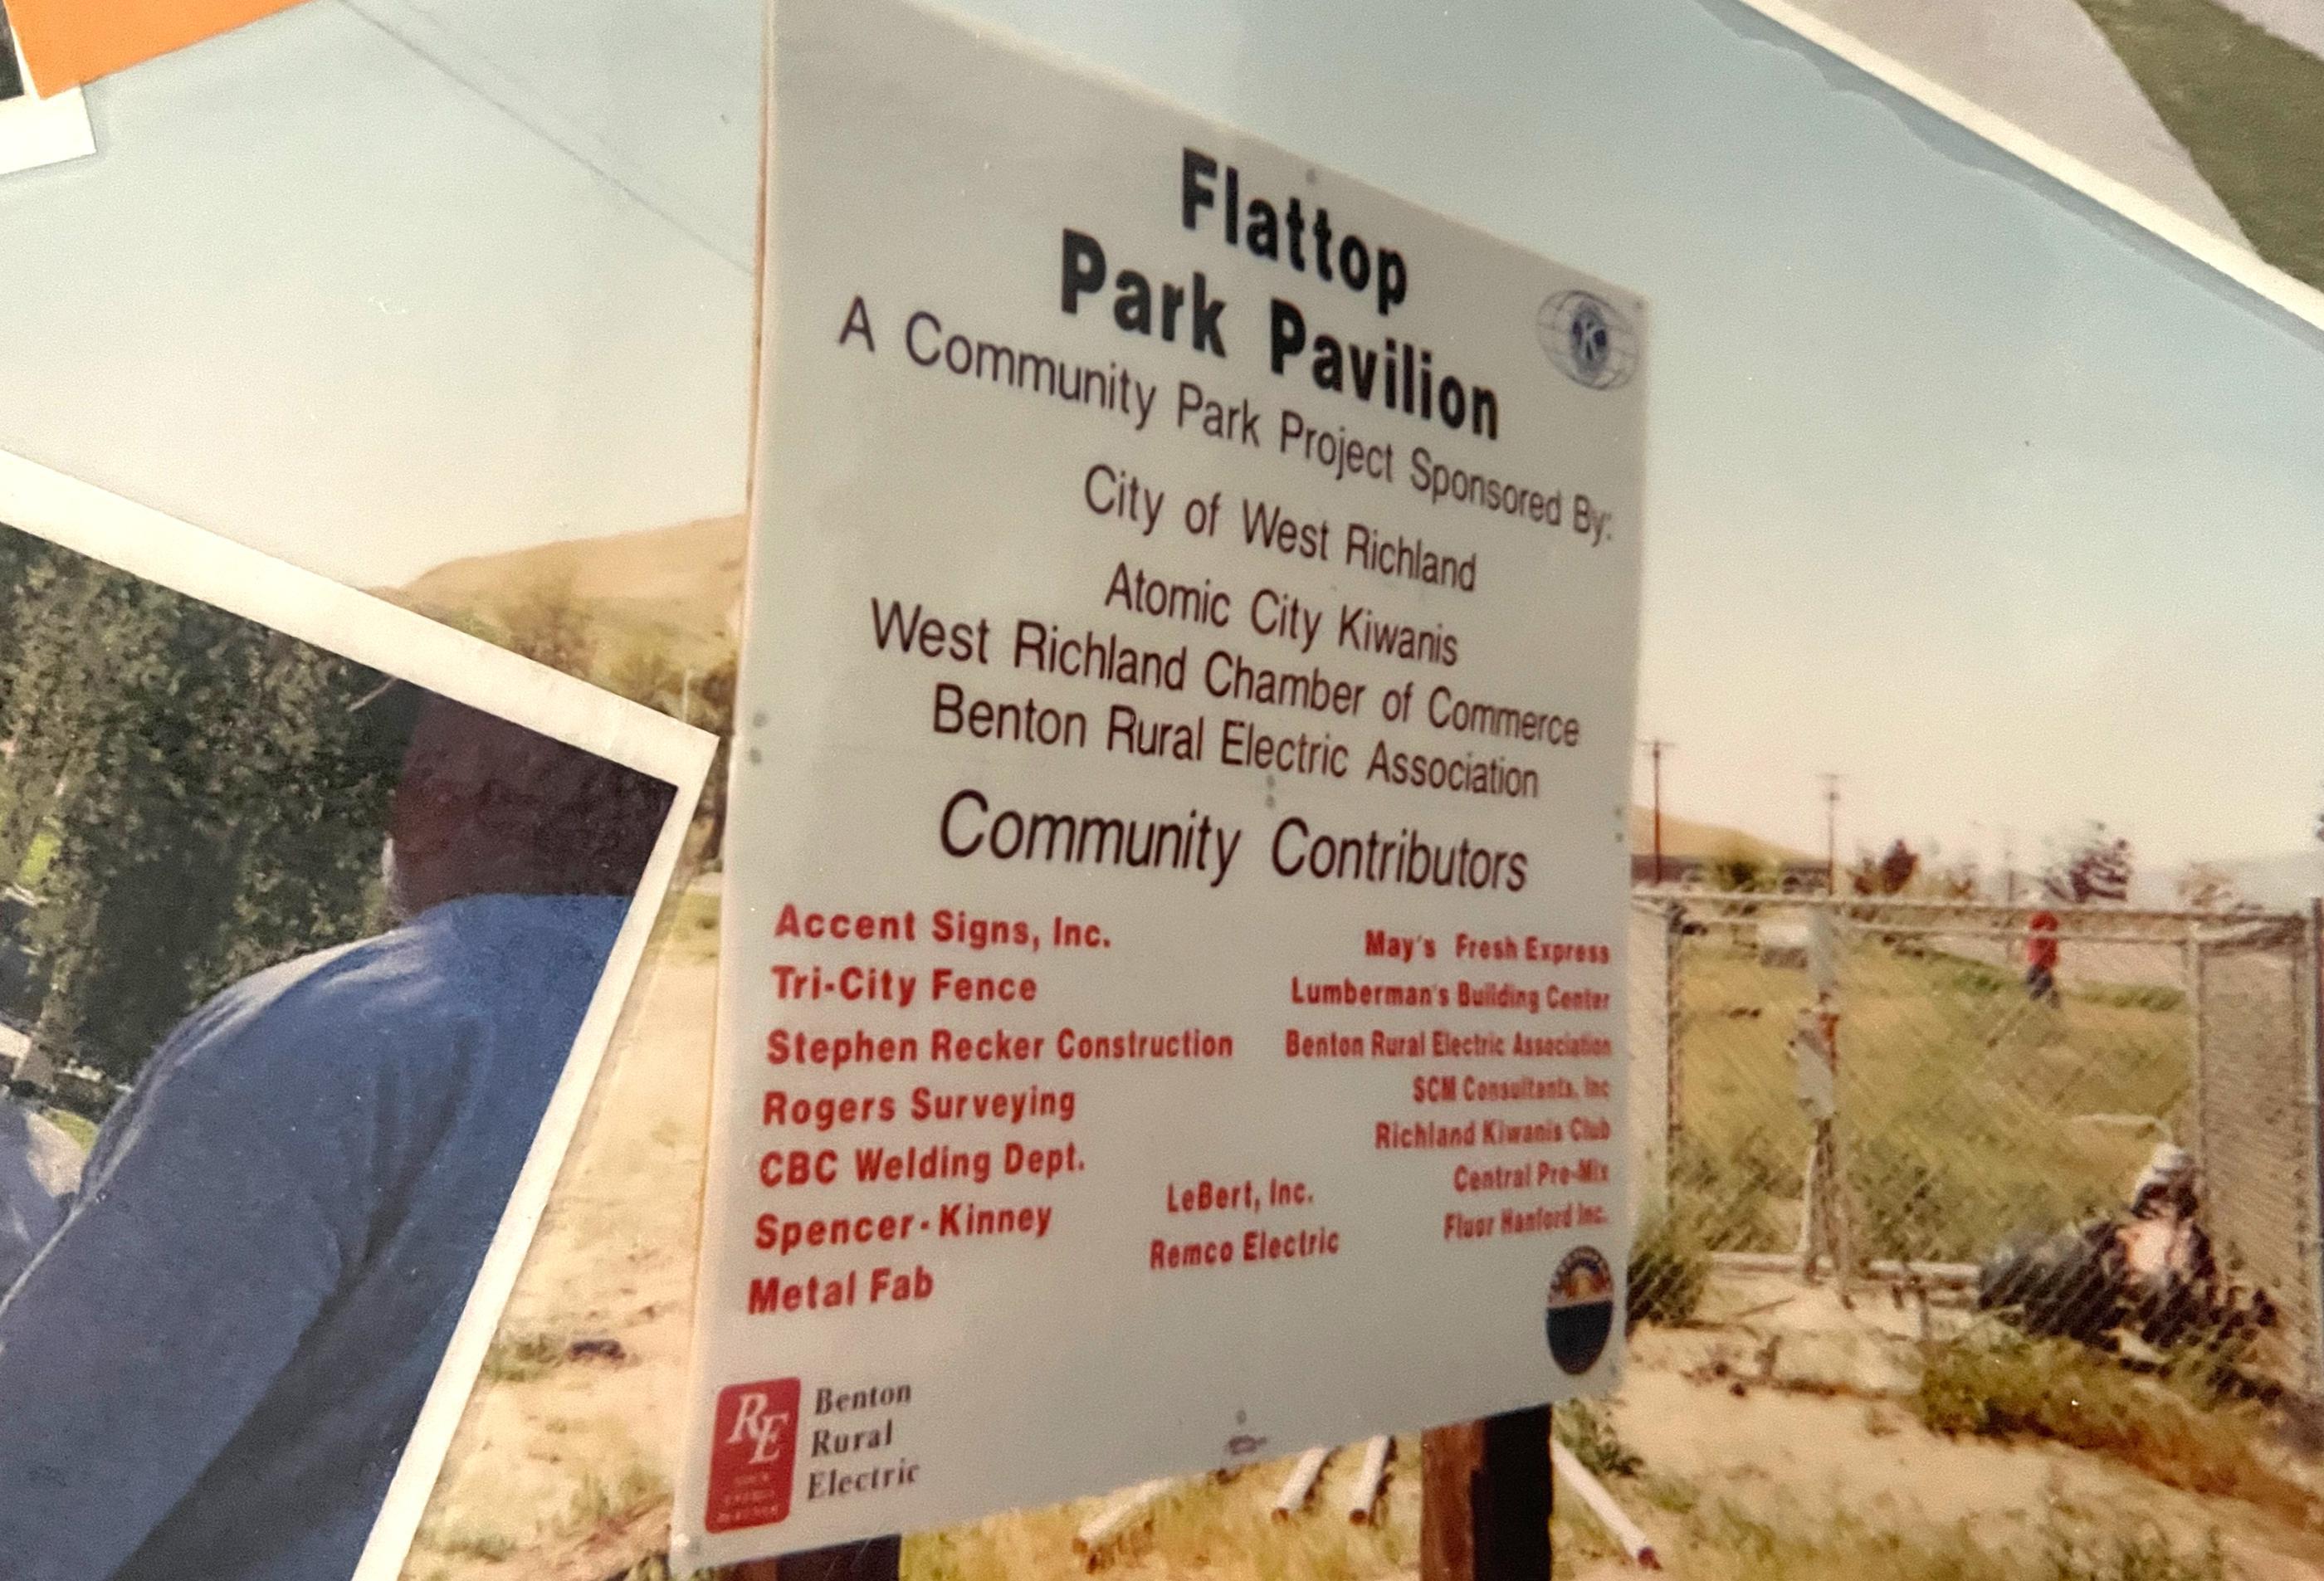 Flattop
Park Pavilion
K
A Community Park Project Sponsored By:
City of West Richland
Atomic City Kiwanis
West Richland Chamber of Commerce
Benton Rural Electric Association
Community Contributors
Accent Signs, Inc.
Tri-City Fence
Stephen Recker Construction
Rogers Surveying
CBC Welding Dept.
Spencer-Kinney
Metal Fab
LeBert, Inc.
Remco Electric
May's Fresh Express
Lumberman's Building Center
Benton Rural Electric Association
SCM Consultants, Inc
Richland Kiwanis Club
Central Pre-Mix
Fluor Hanford Inc.
RE
Benton
Rural
Electric